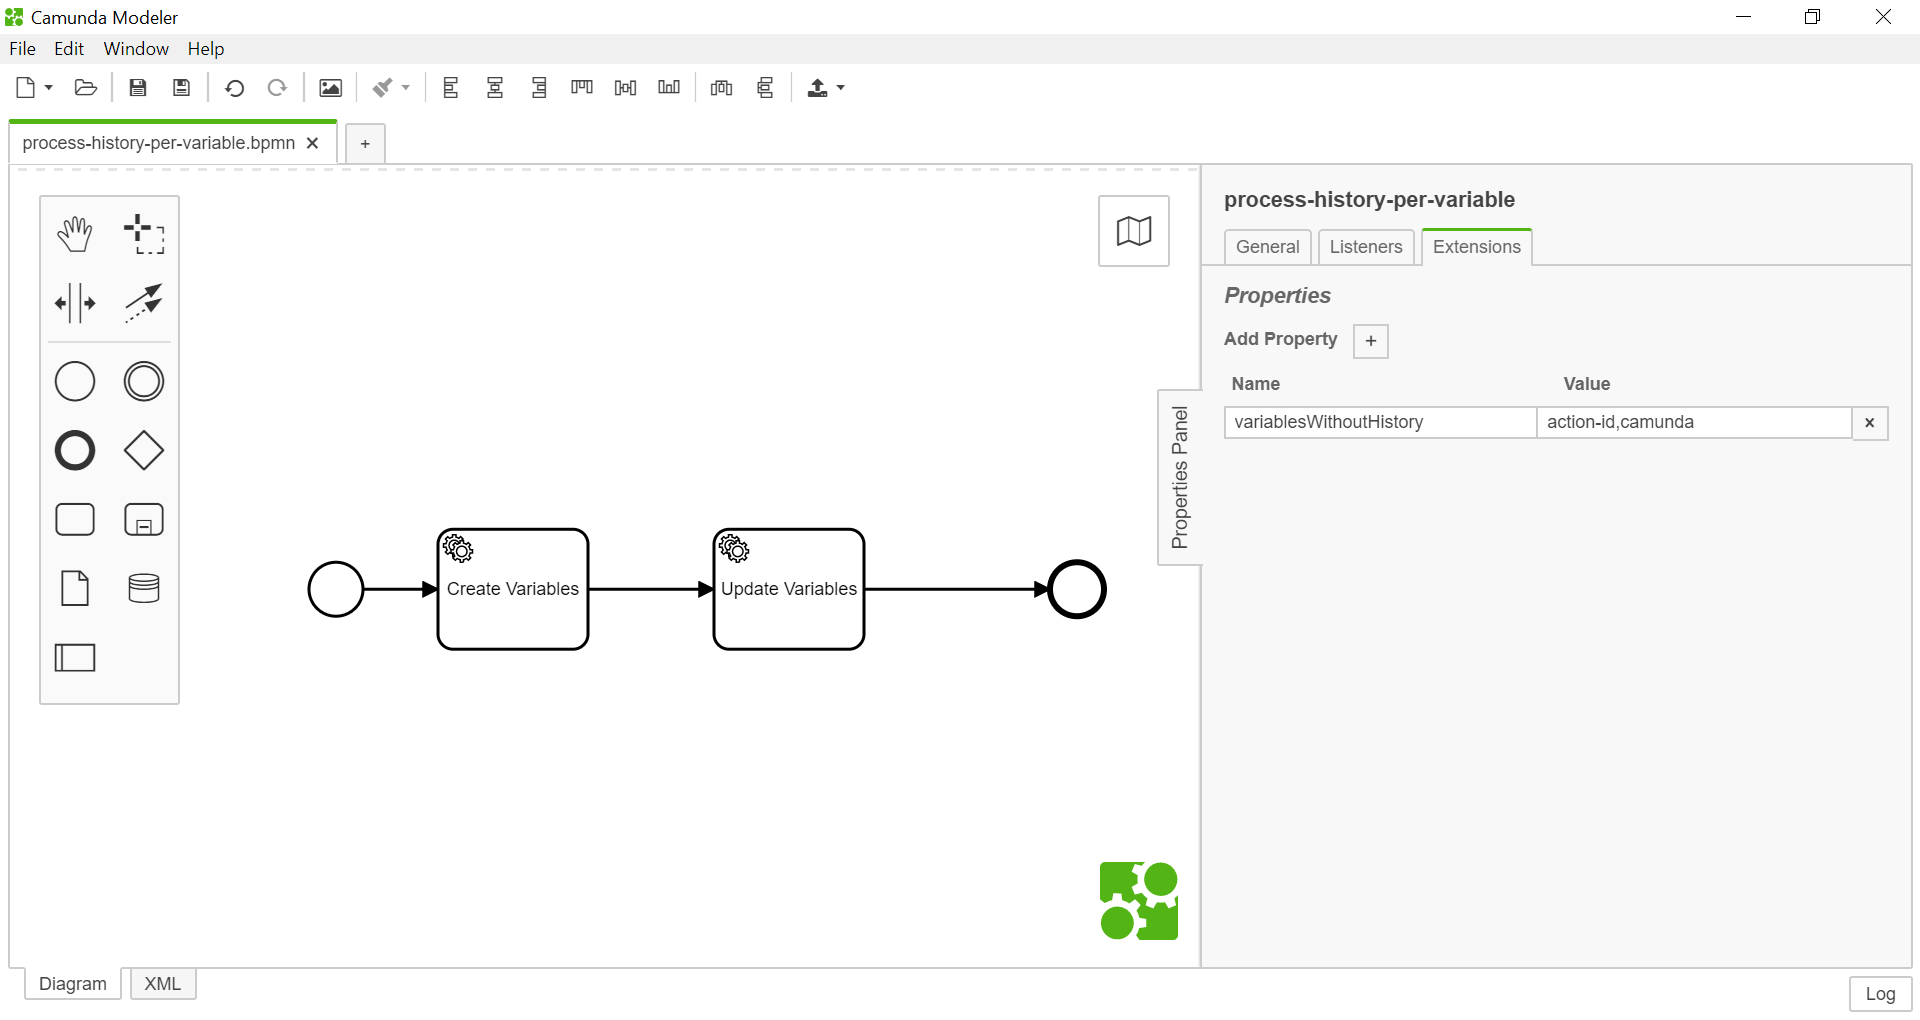 Camunda Modeler
File Edit Window Help
process-history-per-variable.bpmn
process-history-per-variable
General Listeners Extensions
Properties
Add Property
Name Value
variablesWithoutHistory action-id,camunda
Properties Panel
Create Variables Update Variables
Diagram XML
Log